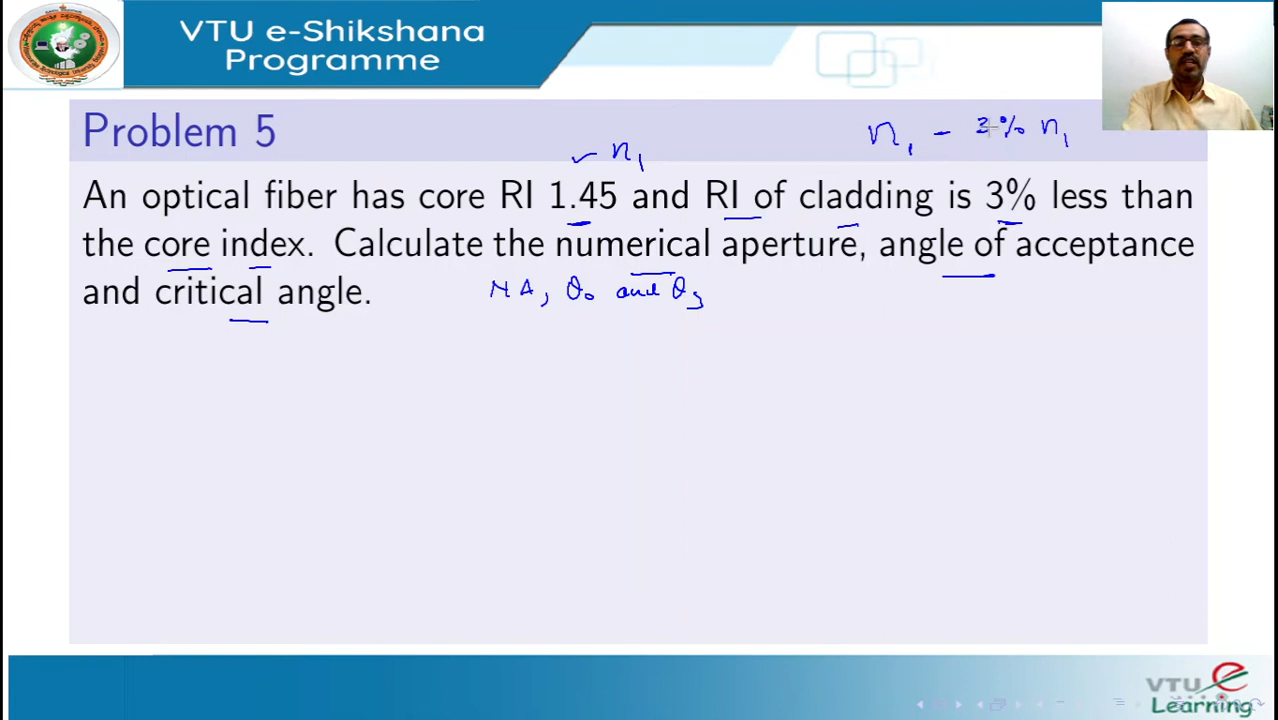 VTU e-Shikshana
Programme
Problem 5
n₁ - 3% n₁
✓ n₁
An optical fiber has core RI 1.45 and RI of cladding is 3% less than
the core index. Calculate the numerical aperture, angle of acceptance
and critical angle.
NA, θ₀ and θ
VTU e
Learning